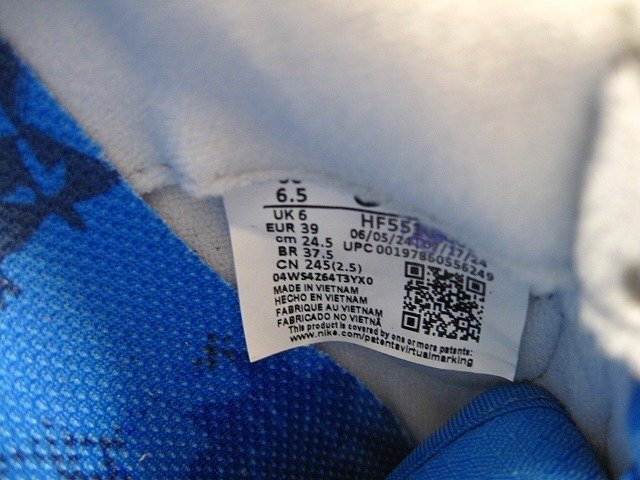 6.5
UK 6
EUR 39
cm 24.5
BR 37.5
CN 245(2.5)
HF55
06/05/24
UPC 00197860556249
04WS4Z64T3YX0
MADE IN VIETNAM
HECHO EN VIETNAM
FABRIQUE AU VIETNAM
FABRICADO NO VIETNÃ
This product is covered by one or more patents:
www.nike.com/patentsvirtualmarking